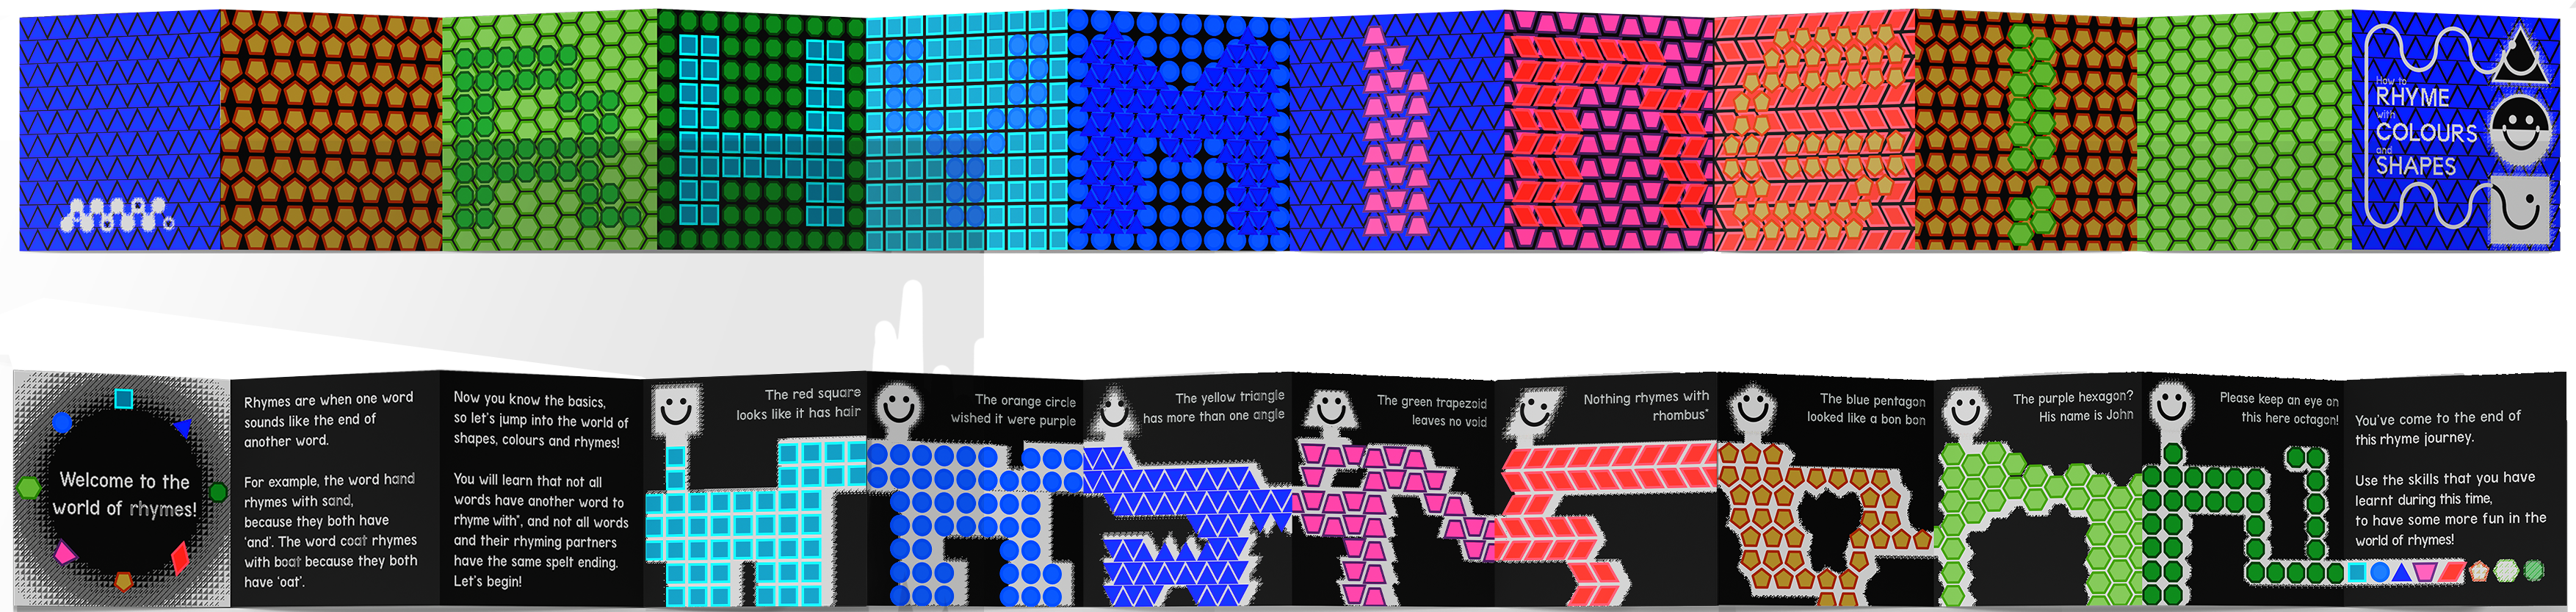 RHYMING!
How to
RHYME
with
COLOURS
and
SHAPES
Welcome to the
world of rhymes!
Rhymes are when one word
sounds like the end of
another word.
For example, the word hand
rhymes with sand,
because they both have
'and'. The word coat rhymes
with boat because they both
have 'oat'.
Now you know the basics,
so let's jump into the world of
shapes, colours and rhymes!
You will learn that not all
words have another word to
rhyme with*, and not all words
and their rhyming partners
have the same spelt ending.
Let's begin!
The red square
looks like it has hair
The orange circle
wished it were purple
The yellow triangle
has more than one angle
The green trapezoid
leaves no void
Nothing rhymes with
rhombus*
The blue pentagon
looked like a bon bon
The purple hexagon?
His name is John
Please keep an eye on
this here octagon!
You've come to the end of
this rhyme journey.
Use the skills that you have
learnt during this time,
to have some more fun in the
world of rhymes!